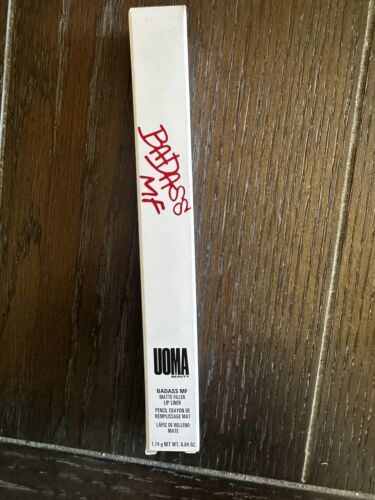 BADASS
MF
UOMA
BEAUTY
BADASS MF
MATTE FILLER
LIP LINER
PENCIL CRAYON DE
REMPLISSAGE MAT
LÁPIZ DE RELLENO
MATE
1.14 g NET WT. 0.04 OZ.